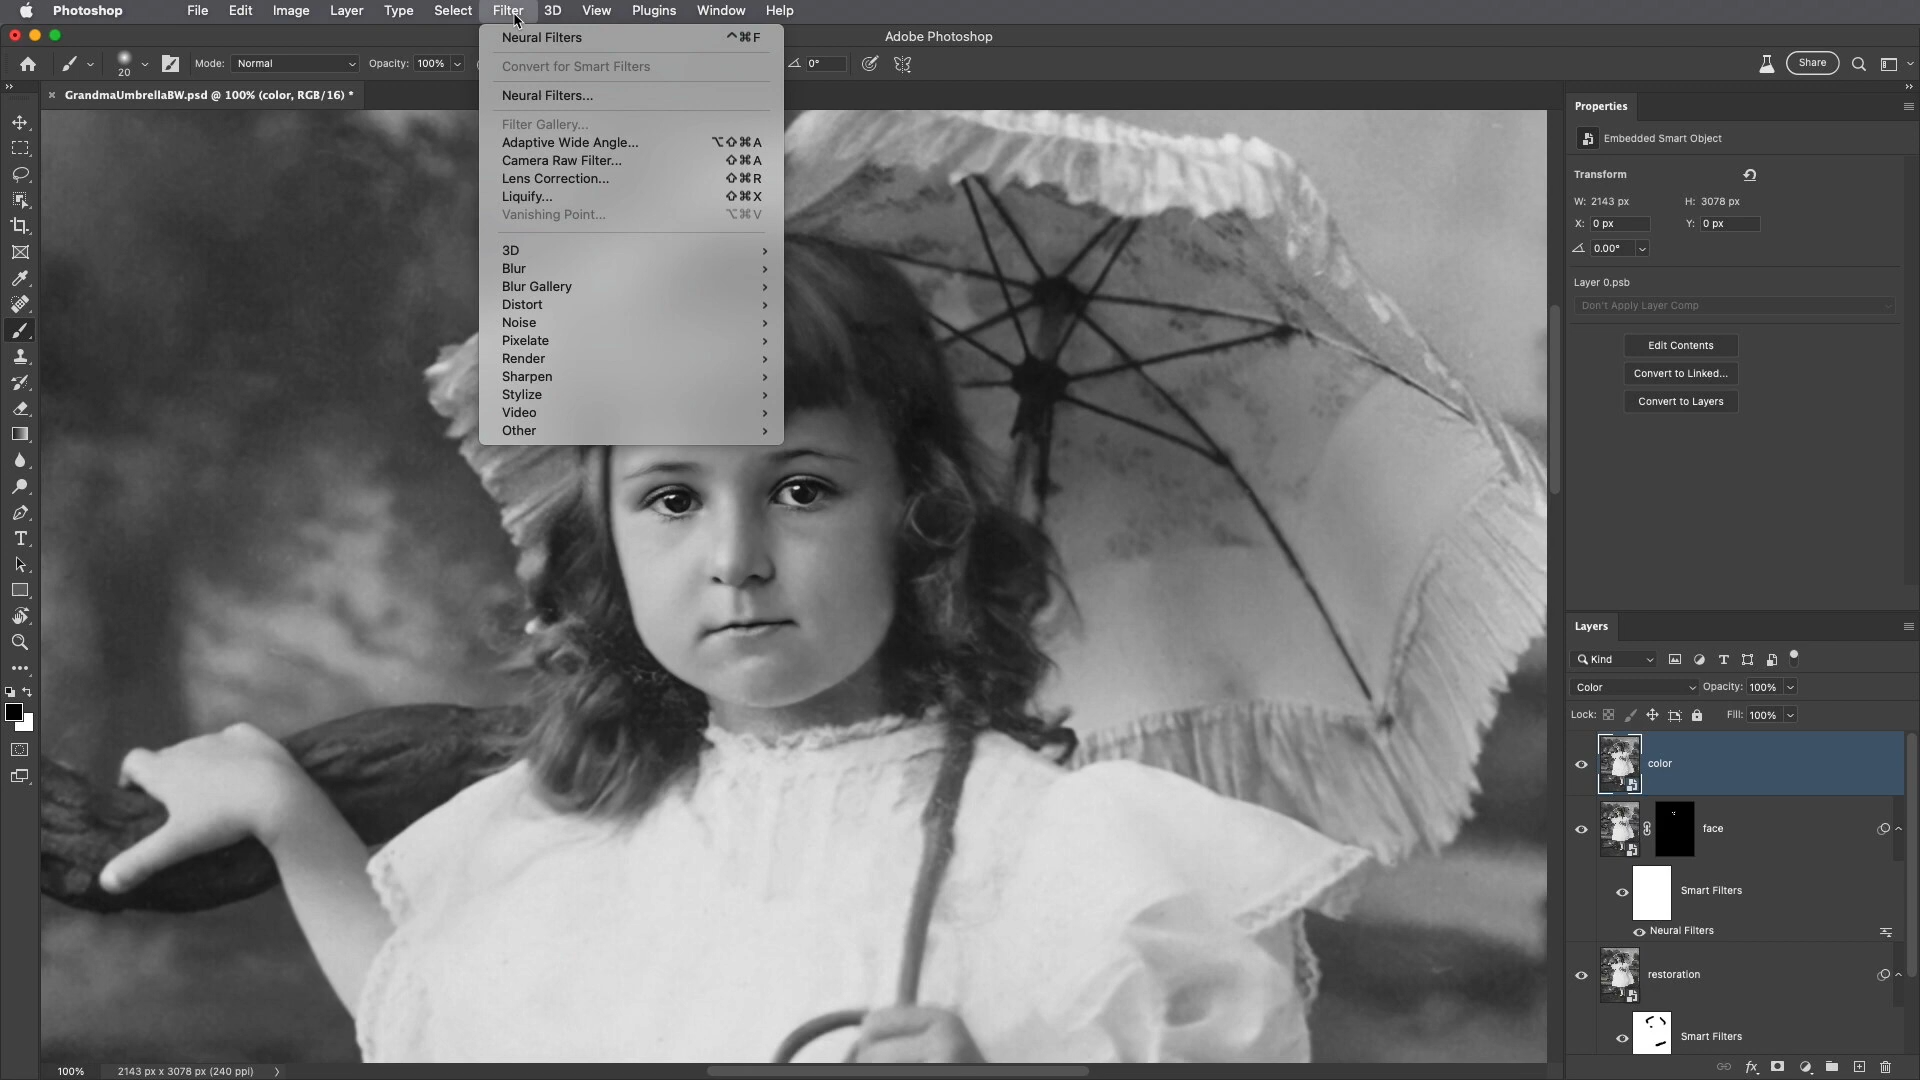 Photoshop File Edit Image Layer Type Select Filter 3D View Plugins Window Help
Adobe Photoshop
20 Mode: Normal Opacity: 100% 0° Share
GrandmaUmbrellaBW.psd @ 100% (color, RGB/16) *
Neural Filters ⌃⌘F
Convert for Smart Filters
Neural Filters...
Filter Gallery...
Adaptive Wide Angle... ⌥⇧⌘A
Camera Raw Filter... ⇧⌘A
Lens Correction... ⇧⌘R
Liquify... ⇧⌘X
Vanishing Point... ⌥⌘V
3D
Blur
Blur Gallery
Distort
Noise
Pixelate
Render
Sharpen
Stylize
Video
Other
Properties
Embedded Smart Object
Transform
W: 2143 px H: 3078 px
X: 0 px Y: 0 px
0.00°
Layer 0.psb
Don't Apply Layer Comp
Edit Contents
Convert to Linked...
Convert to Layers
Layers
Kind
Color Opacity: 100%
Lock: Fill: 100%
color
face
Smart Filters
Neural Filters
restoration
Smart Filters
100% 2143 px x 3078 px (240 ppi)